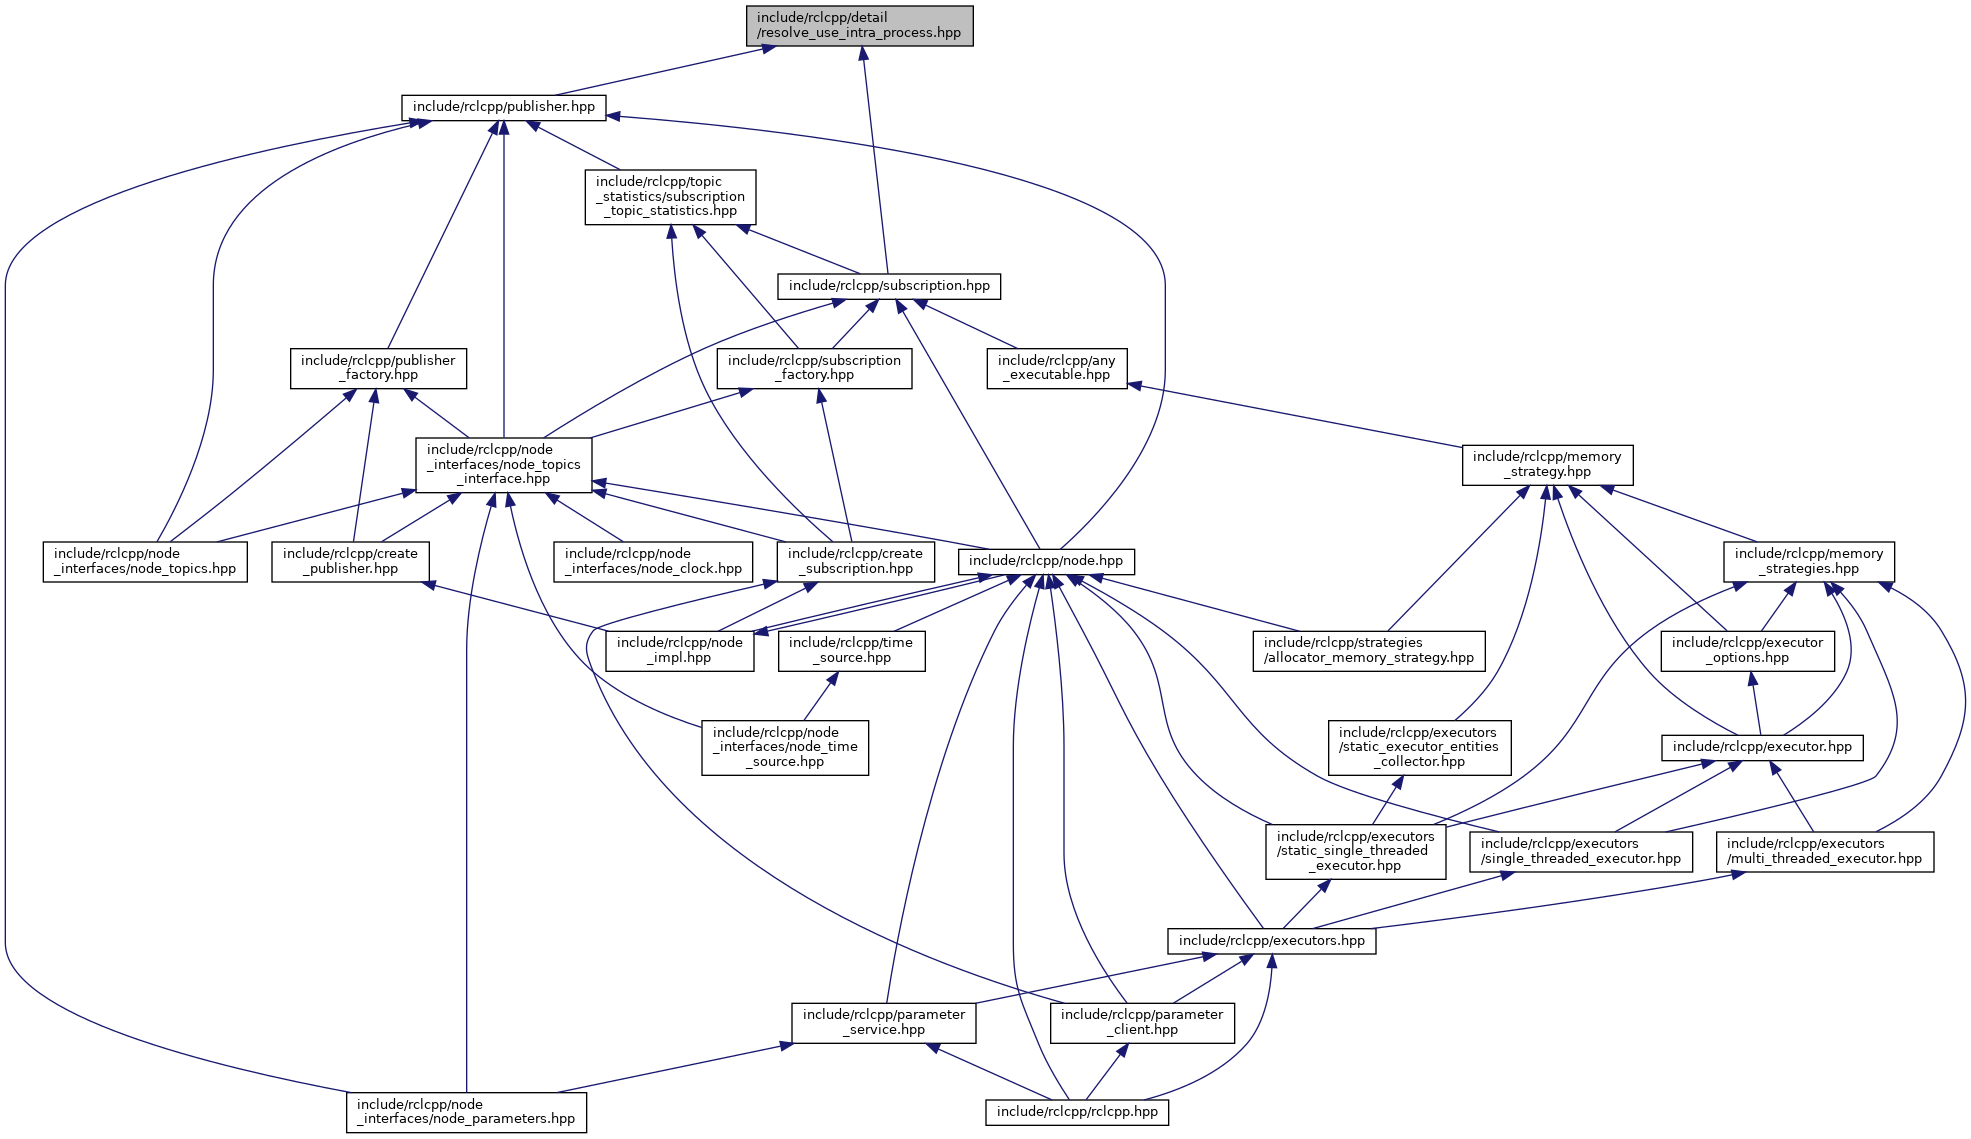 include/rclcpp/detail
/resolve_use_intra_process.hpp
include/rclcpp/publisher.hpp
include/rclcpp/topic
_statistics/subscription
_topic_statistics.hpp
include/rclcpp/subscription.hpp
include/rclcpp/publisher
_factory.hpp
include/rclcpp/subscription
_factory.hpp
include/rclcpp/any
_executable.hpp
include/rclcpp/node
_interfaces/node_topics
_interface.hpp
include/rclcpp/memory
_strategy.hpp
include/rclcpp/node
_interfaces/node_topics.hpp
include/rclcpp/create
_publisher.hpp
include/rclcpp/node
_interfaces/node_clock.hpp
include/rclcpp/create
_subscription.hpp
include/rclcpp/node.hpp
include/rclcpp/memory
_strategies.hpp
include/rclcpp/node
_impl.hpp
include/rclcpp/time
_source.hpp
include/rclcpp/strategies
/allocator_memory_strategy.hpp
include/rclcpp/executor
_options.hpp
include/rclcpp/node
_interfaces/node_time
_source.hpp
include/rclcpp/executors
/static_executor_entities
_collector.hpp
include/rclcpp/executor.hpp
include/rclcpp/executors
/static_single_threaded
_executor.hpp
include/rclcpp/executors
/single_threaded_executor.hpp
include/rclcpp/executors
/multi_threaded_executor.hpp
include/rclcpp/executors.hpp
include/rclcpp/parameter
_service.hpp
include/rclcpp/parameter
_client.hpp
include/rclcpp/node
_interfaces/node_parameters.hpp
include/rclcpp/rclcpp.hpp